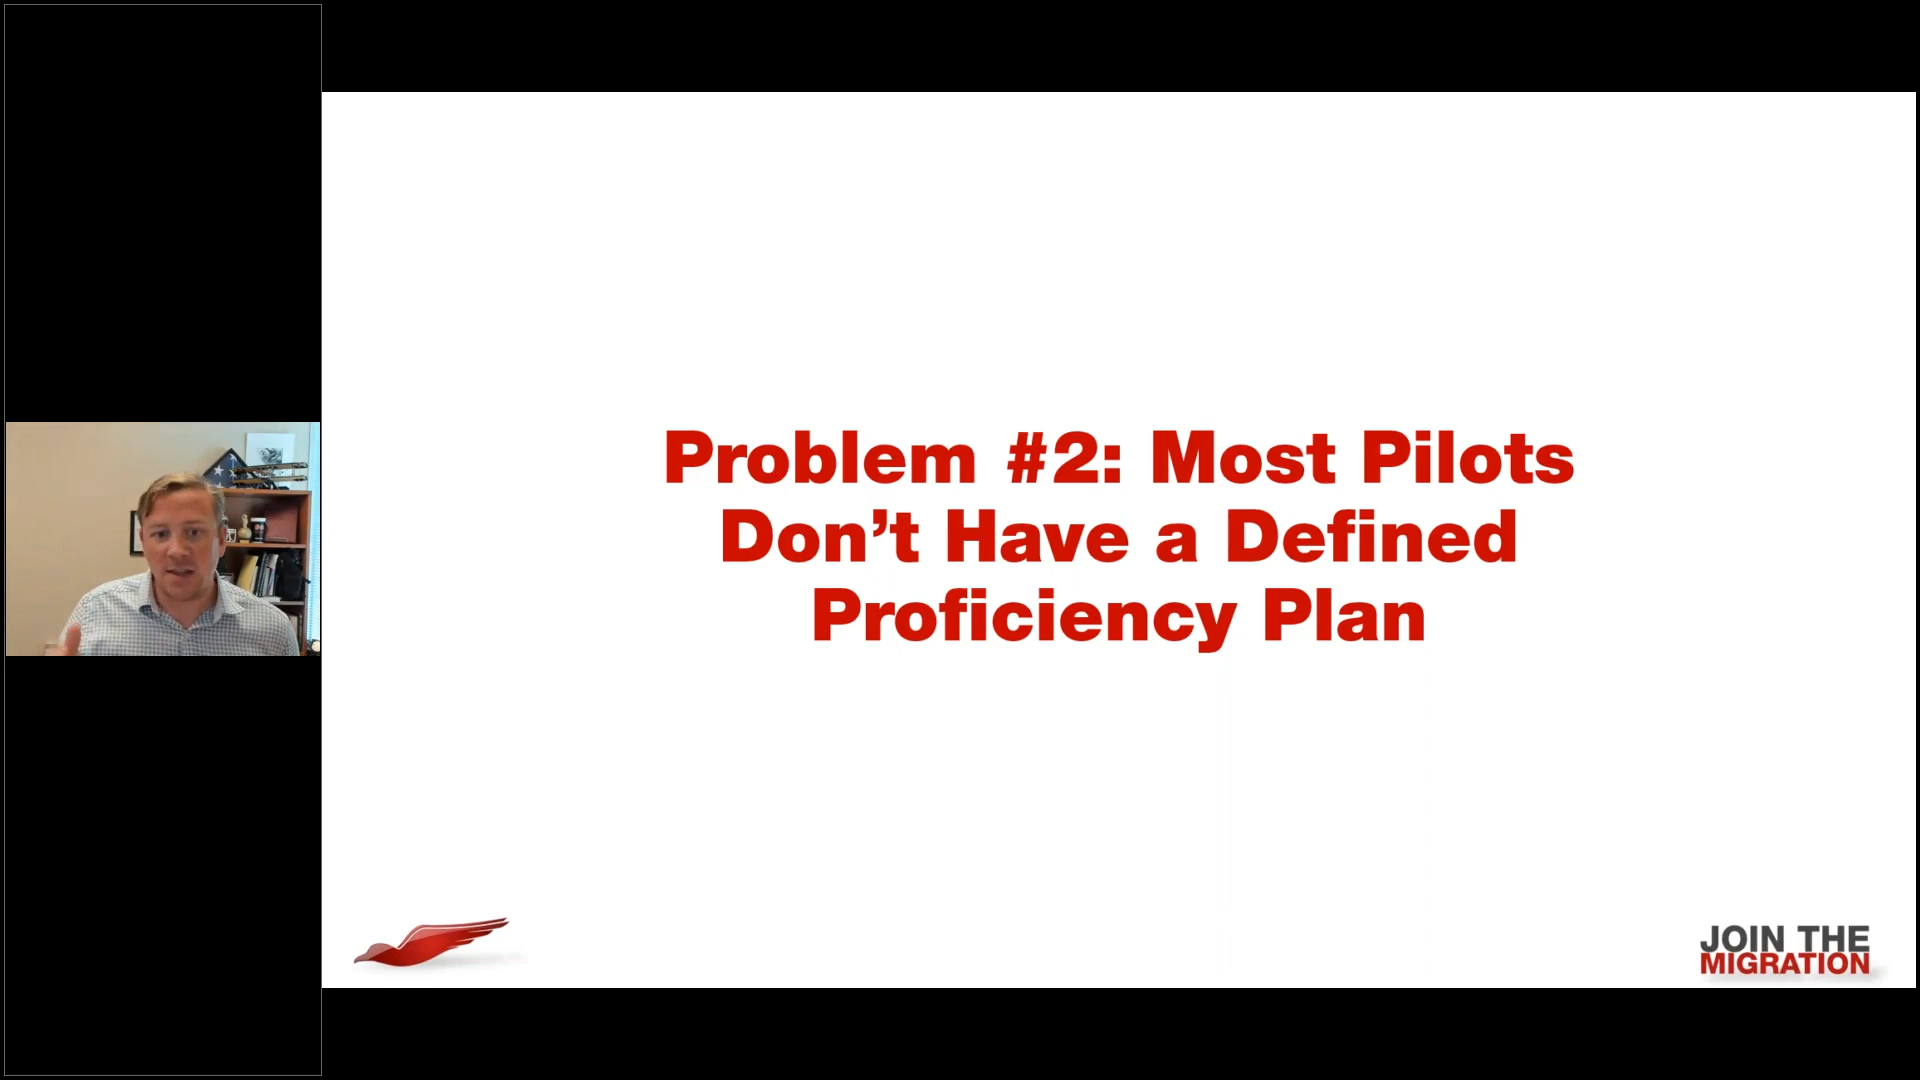 Problem #2: Most Pilots
Don’t Have a Defined
Proficiency Plan
JOIN THE
MIGRATION